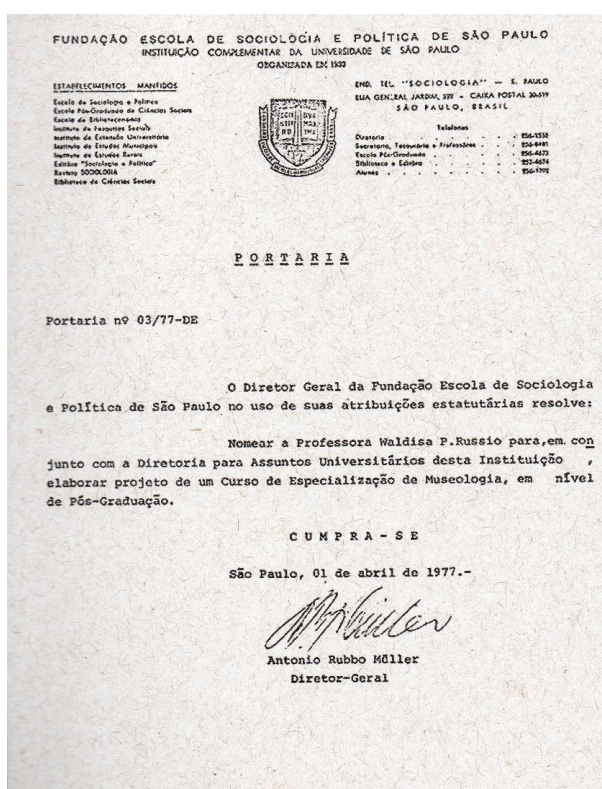 FUNDAÇÃO ESCOLA DE SOCIOLOGIA E POLÍTICA DE SÃO PAULO
INSTITUIÇÃO COMPLEMENTAR DA UNIVERSIDADE DE SÃO PAULO
ORGANIZADA EM 1933
ESTABELECIMENTOS MANTIDOS
Escola de Sociologia e Política
Escola Pós-Graduada de Ciências Sociais
Escola de Biblioteconomia
Instituto de Pesquisas Sociais
Instituto de Extensão Universitária
Instituto de Estudos Municipais
Instituto de Estudos Rurais
Editôra "Sociologia e Política"
Revista SOCIOLOGIA
Biblioteca de Ciências Sociais
END. TEL. "SOCIOLOGIA" — S. PAULO
RUA GENERAL JARDIM, 522 - CAIXA POSTAL
SÃO PAULO, BRASIL
Telefones
Diretoria . . . . . .
Secretaria, Tesouraria e Professôres . . . .
Escola Pós-Graduada . . . .
Biblioteca e Editôra . . . .
Alunos . . . . . .
PORTARIA
Portaria nº 03/77-DE
O Diretor Geral da Fundação Escola de Sociologia
e Política de São Paulo no uso de suas atribuições estatutárias resolve:
Nomear a Professora Waldisa P.Russio para,em con
junto com a Diretoria para Assuntos Universitários desta Instituição ,
elaborar projeto de um Curso de Especialização de Museologia, em nível
de Pós-Graduação.
CUMPRA-SE
São Paulo, 01 de abril de 1977.-
Antonio Rubbo Müller
Diretor-Geral